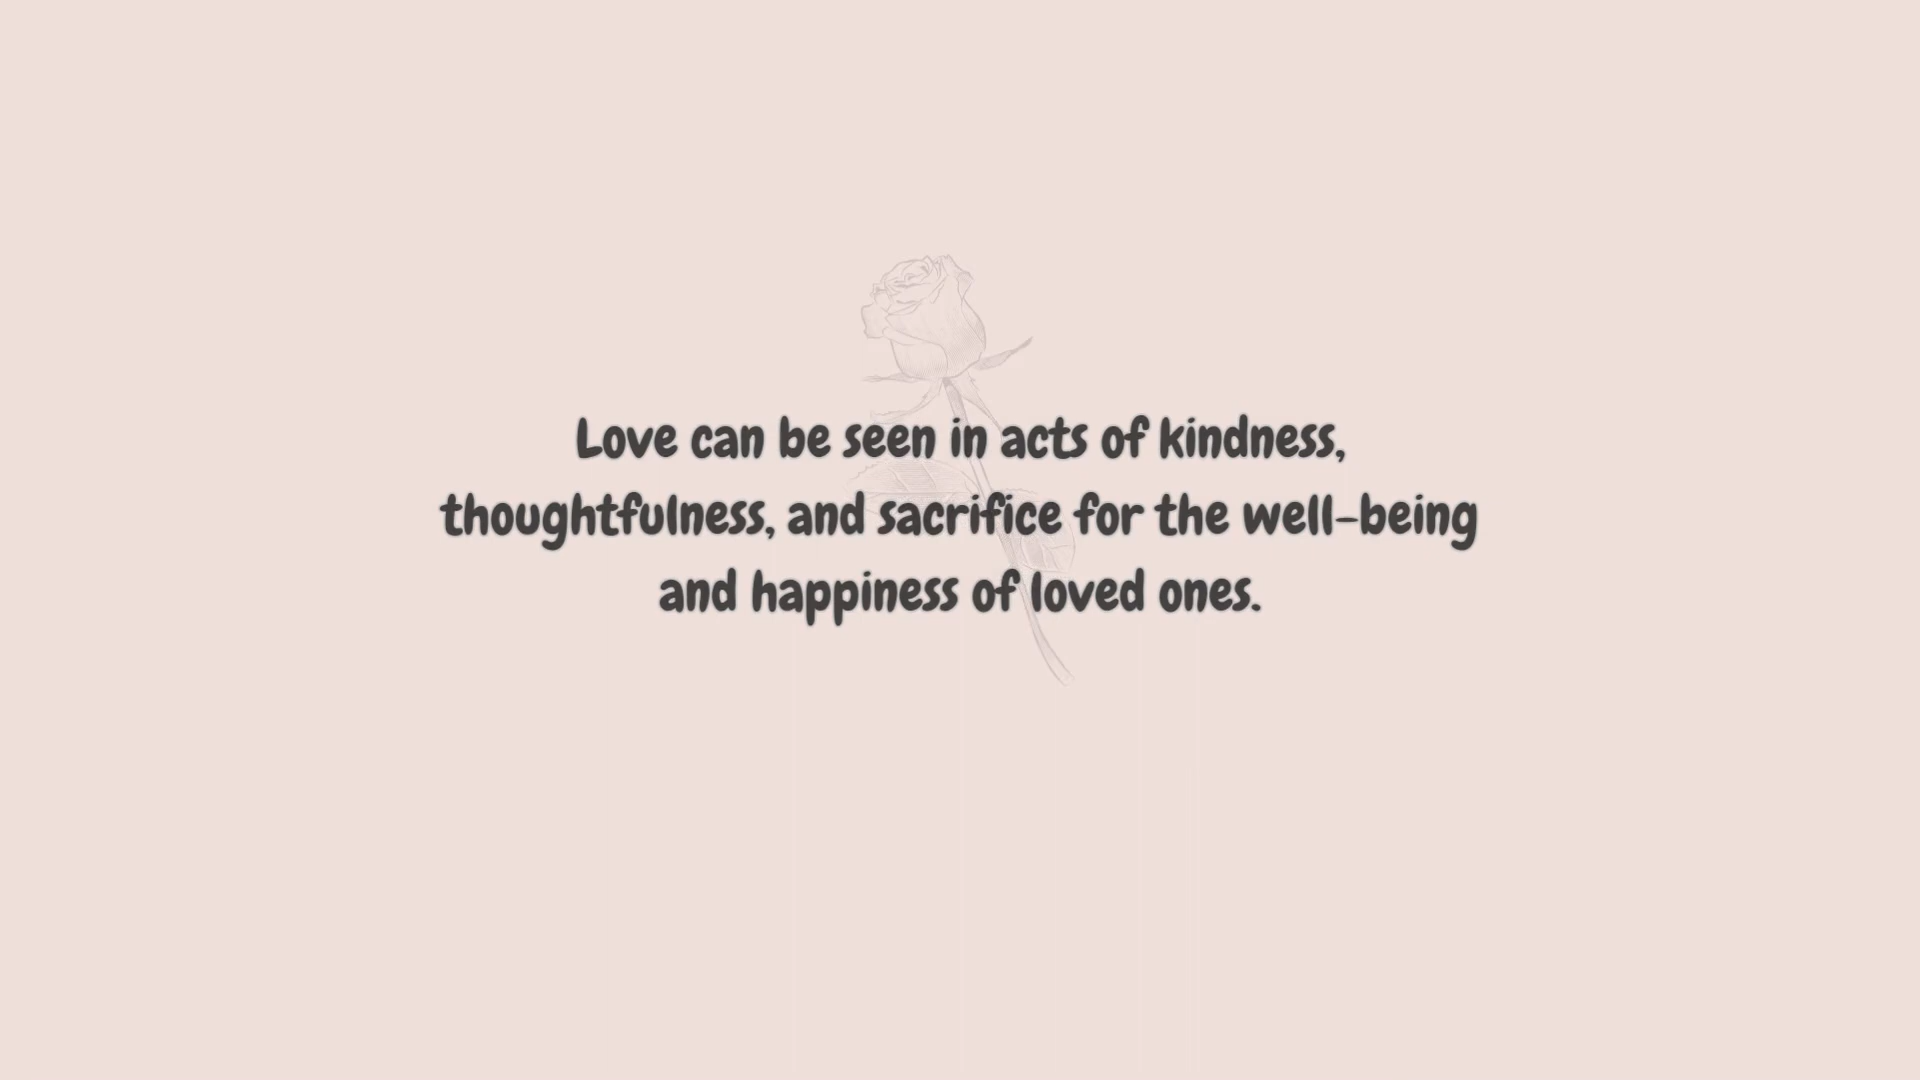 Love can be seen in acts of kindness,
thoughtfulness, and sacrifice for the well-being
and happiness of loved ones.